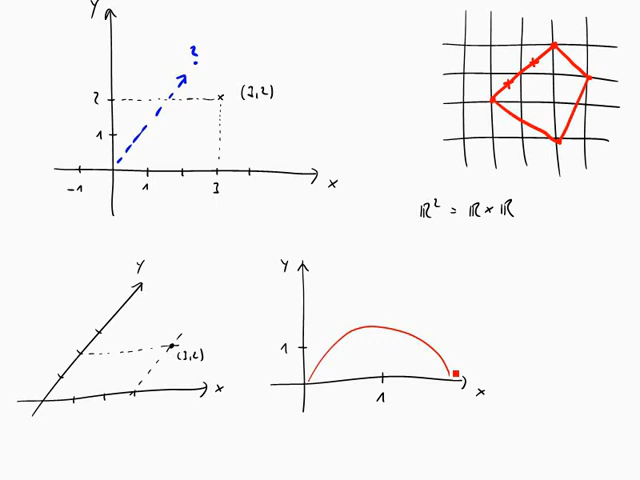 y
?
(3,2)
2
1
-1 1 3 x
ℝ² = ℝ × ℝ
y
(3,2)
x
y
1
1 x